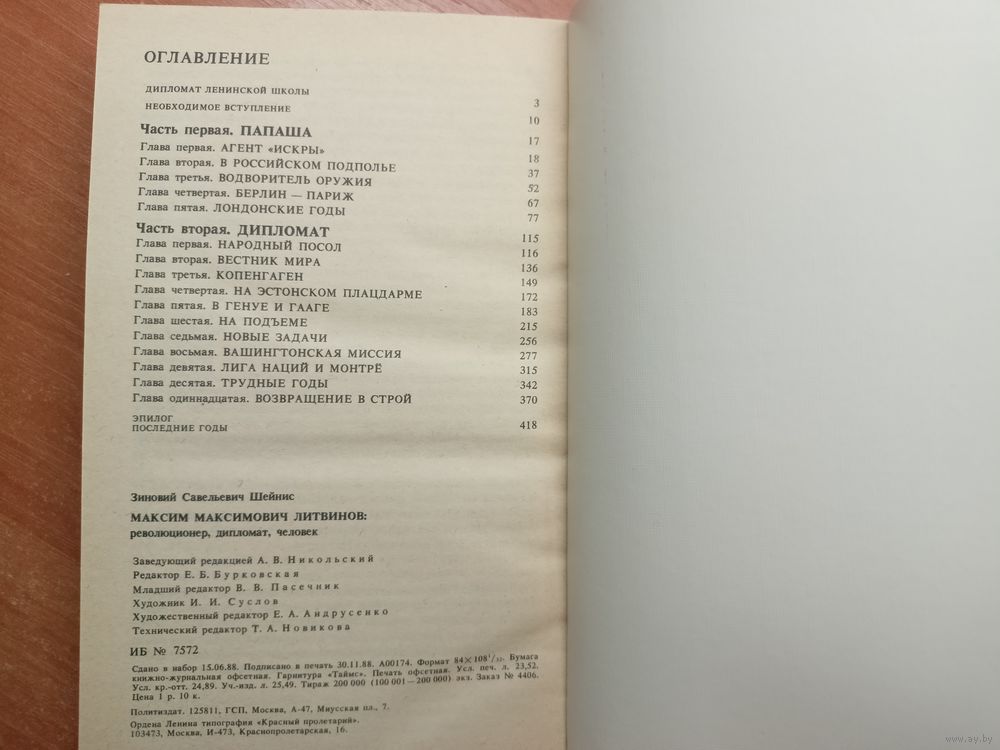 ОГЛАВЛЕНИЕ
ДИПЛОМАТ ЛЕНИНСКОЙ ШКОЛЫ 3
НЕОБХОДИМОЕ ВСТУПЛЕНИЕ 10
Часть первая. ПАПАША 17
Глава первая. АГЕНТ «ИСКРЫ» 18
Глава вторая. В РОССИЙСКОМ ПОДПОЛЬЕ 37
Глава третья. ВОДВОРИТЕЛЬ ОРУЖИЯ 52
Глава четвертая. БЕРЛИН — ПАРИЖ 67
Глава пятая. ЛОНДОНСКИЕ ГОДЫ 77
Часть вторая. ДИПЛОМАТ 115
Глава первая. НАРОДНЫЙ ПОСОЛ 116
Глава вторая. ВЕСТНИК МИРА 136
Глава третья. КОПЕНГАГЕН 149
Глава четвертая. НА ЭСТОНСКОМ ПЛАЦДАРМЕ 172
Глава пятая. В ГЕНУЕ И ГААГЕ 183
Глава шестая. НА ПОДЪЕМЕ 215
Глава седьмая. НОВЫЕ ЗАДАЧИ 256
Глава восьмая. ВАШИНГТОНСКАЯ МИССИЯ 277
Глава девятая. ЛИГА НАЦИЙ И МОНТРЁ 315
Глава десятая. ТРУДНЫЕ ГОДЫ 342
Глава одиннадцатая. ВОЗВРАЩЕНИЕ В СТРОЙ 370
ЭПИЛОГ
ПОСЛЕДНИЕ ГОДЫ 418
Зиновий Савельевич Шейнис
МАКСИМ МАКСИМОВИЧ ЛИТВИНОВ:
революционер, дипломат, человек
Заведующий редакцией А. В. Никольский
Редактор Е. Б. Бурковская
Младший редактор В. В. Пасечник
Художник И. И. Суслов
Художественный редактор Е. А. Андрусенко
Технический редактор Т. А. Новикова
ИБ № 7572
Сдано в набор 15.06.88. Подписано в печать 30.11.88. А00174. Формат 84×108¹/₃₂. Бумага
книжно-журнальная офсетная. Гарнитура «Таймс». Печать офсетная. Усл. печ. л. 23,52.
Усл. кр.-отт. 24,89. Уч.-изд. л. 25,49. Тираж 200 000 (100 001—200 000) экз. Заказ № 4406.
Цена 1 р. 10 к.
Политиздат. 125811, ГСП, Москва, А-47, Миусская пл., 7.
Ордена Ленина типография «Красный пролетарий».
103473, Москва, И-473, Краснопролетарская, 16.
www.ay.by